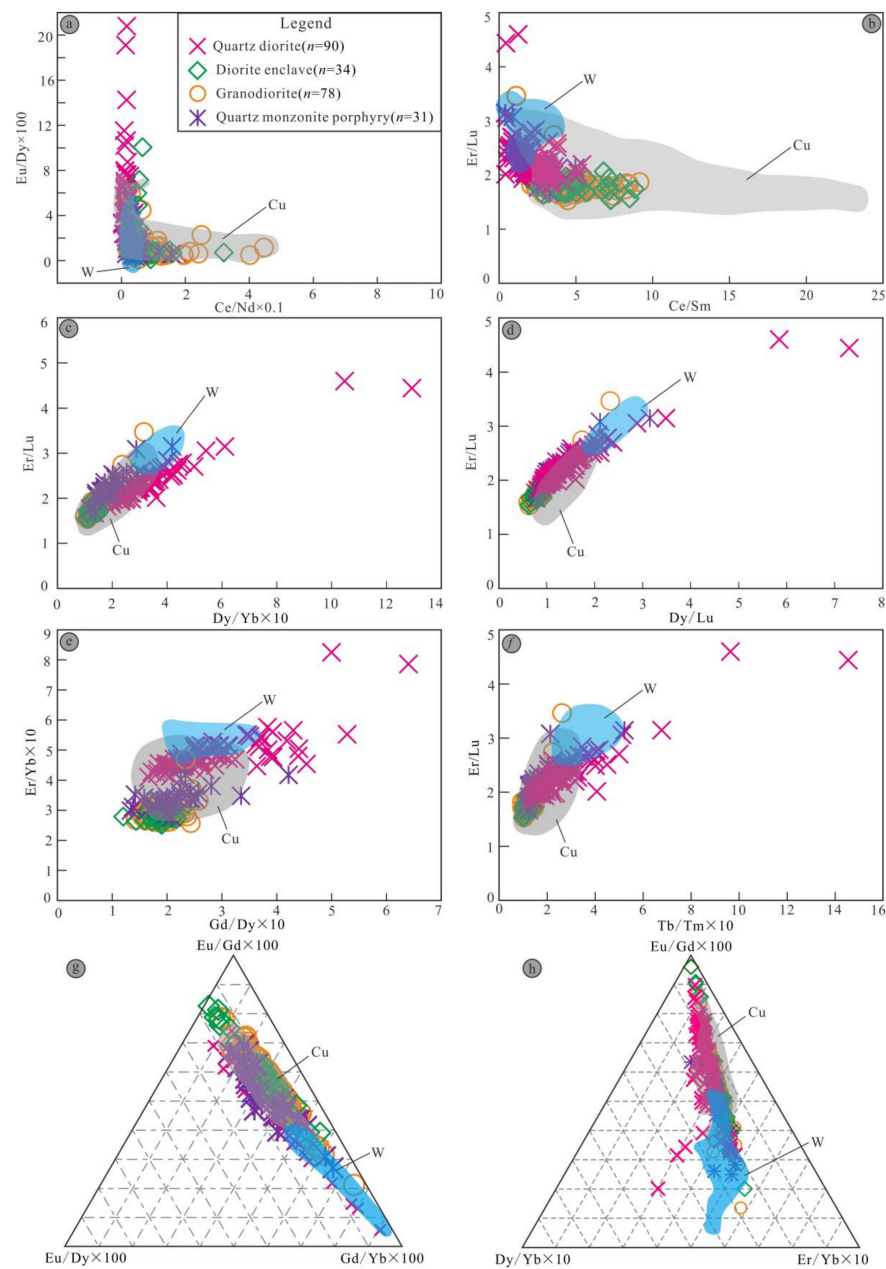 a
Legend
Quartz diorite(n=90)
Diorite enclave(n=34)
Granodiorite(n=78)
Quartz monzonite porphyry(n=31)
Eu/Dy×100
20
16
12
8
4
0
Cu
W
0 2 4 6 8 10
Ce/Nd×0.1
b
Er/Lu
5
4
3
2
1
0
W
Cu
0 5 10 15 20 25
Ce/Sm
c
Er/Lu
6
5
4
3
2
1
0
W
Cu
0 2 4 6 8 10 12 14
Dy/Yb×10
d
Er/Lu
5
4
3
2
1
0
W
Cu
0 1 2 3 4 5 6 7 8
Dy/Lu
e
Er/Yb×10
9
8
7
6
5
4
3
2
1
0
W
Cu
0 1 2 3 4 5 6 7
Gd/Dy×10
f
Er/Lu
5
4
3
2
1
0
W
Cu
0 2 4 6 8 10 12 14 16
Tb/Tm×10
g
Eu/Gd×100
Cu
W
Eu/Dy×100
Gd/Yb×100
h
Eu/Gd×100
Cu
W
Dy/Yb×10
Er/Yb×10